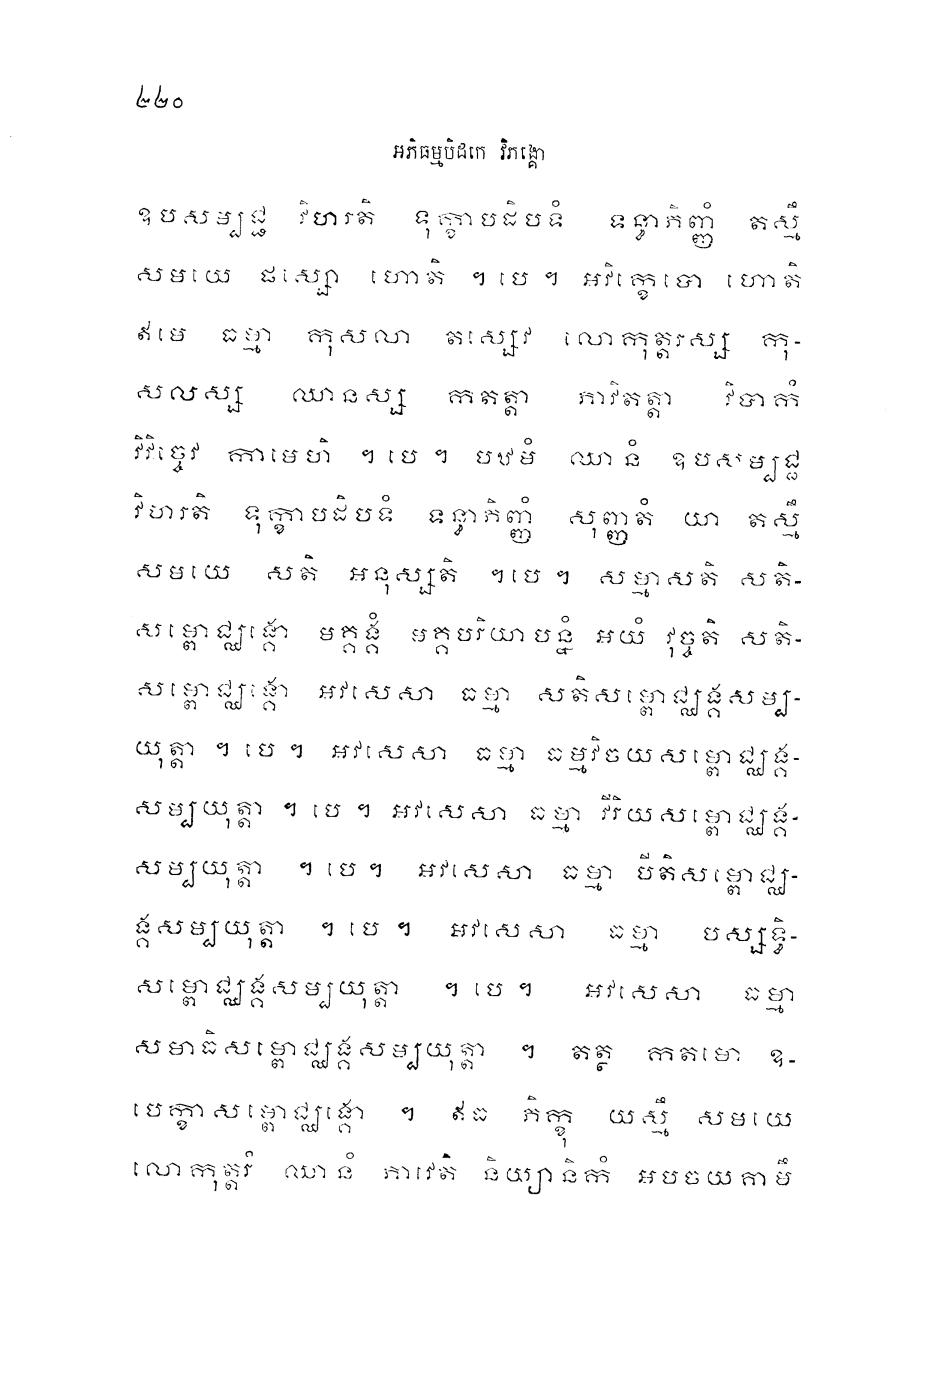 ៤៤០
អភិធម្មបិដកេ វិភង្គោ
ឧបសម្បជ្ជ វិហរតិ ទុក្ខាបដិបទំ ទន្ធាភិញ្ញំ តស្មឹ
សមយេ ផស្សោ ហោតិ ។ បេ ។ អវិក្ខេបោ ហោតិ
ឥមេ ធម្មា កុសលា តស្សេវ លោកុត្តរស្ស កុ-
សលស្ស ឈានស្ស កតត្តា ភាវិតត្តា វិបាកំ
វិវិច្ចេវ កាមេហិ ។ បេ ។ បឋមំ ឈានំ ឧបសម្បជ្ជ
វិហរតិ ទុក្ខាបដិបទំ ទន្ធាភិញ្ញំ សុញ្ញតំ យា តស្មឹ
សមយេ សតិ អនុស្សតិ ។ បេ ។ សម្មាសតិ សតិ-
សម្ពោជ្ឈង្គោ មគ្គង្គំ មគ្គបរិយាបន្នំ អយំ វុច្ចតិ សតិ-
សម្ពោជ្ឈង្គោ អវសេសា ធម្មា សតិសម្ពោជ្ឈង្គសម្ប-
យុត្តា ។ បេ ។ អវសេសា ធម្មា ធម្មវិចយសម្ពោជ្ឈង្គ-
សម្បយុត្តា ។ បេ ។ អវសេសា ធម្មា វីរិយសម្ពោជ្ឈង្គ-
សម្បយុត្តា ។ បេ ។ អវសេសា ធម្មា បីតិសម្ពោជ្ឈ-
ង្គសម្បយុត្តា ។ បេ ។ អវសេសា ធម្មា បស្សទ្ធិ-
សម្ពោជ្ឈង្គសម្បយុត្តា ។ បេ ។ អវសេសា ធម្មា
សមាធិសម្ពោជ្ឈង្គសម្បយុត្តា ។ តត្ថ កតមោ ឧ-
បេក្ខាសម្ពោជ្ឈង្គោ ។ ឥធ ភិក្ខុ យស្មឹ សមយេ
លោកុត្តរំ ឈានំ ភាវេតិ និយ្យានិកំ អបចយគាមឹ